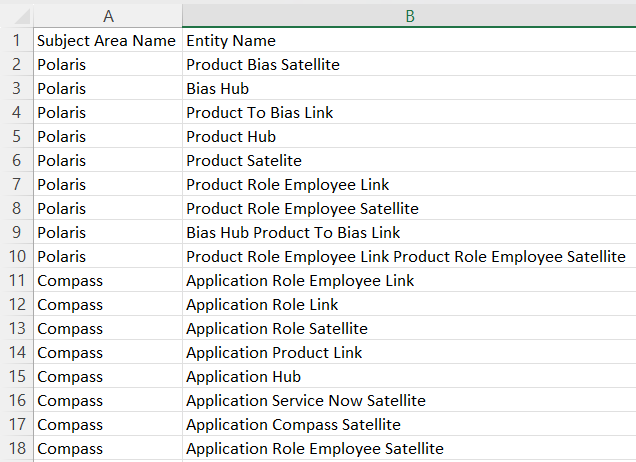 A B
1 Subject Area Name Entity Name
2 Polaris Product Bias Satellite
3 Polaris Bias Hub
4 Polaris Product To Bias Link
5 Polaris Product Hub
6 Polaris Product Satelite
7 Polaris Product Role Employee Link
8 Polaris Product Role Employee Satellite
9 Polaris Bias Hub Product To Bias Link
10 Polaris Product Role Employee Link Product Role Employee Satellite
11 Compass Application Role Employee Link
12 Compass Application Role Link
13 Compass Application Role Satellite
14 Compass Application Product Link
15 Compass Application Hub
16 Compass Application Service Now Satellite
17 Compass Application Compass Satellite
18 Compass Application Role Employee Satellite